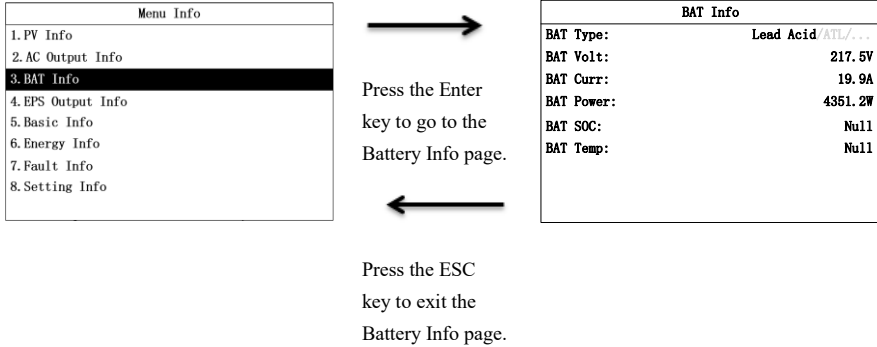 Menu Info
1. PV Info
2. AC Output Info
3. BAT Info
4. EPS Output Info
5. Basic Info
6. Energy Info
7. Fault Info
8. Setting Info
Press the Enter
key to go to the
Battery Info page.
Press the ESC
key to exit the
Battery Info page.
BAT Info
BAT Type: Lead Acid/ATL/...
BAT Volt: 217.5V
BAT Curr: 19.9A
BAT Power: 4351.2W
BAT SOC: Null
BAT Temp: Null